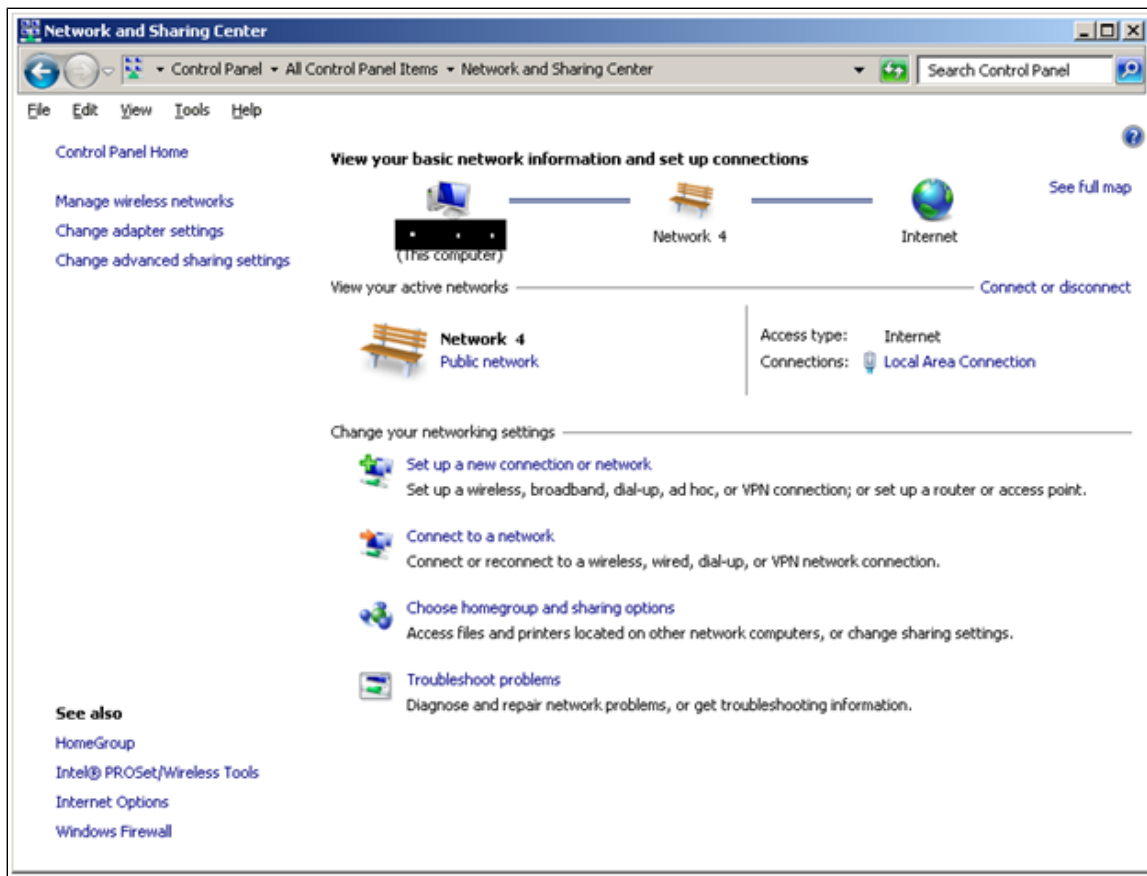 Network and Sharing Center
Control Panel All Control Panel Items Network and Sharing Center Search Control Panel
File Edit View Tools Help
Control Panel Home
Manage wireless networks
Change adapter settings
Change advanced sharing settings
View your basic network information and set up connections
See full map
Network 4
Internet
(This computer)
View your active networks
Connect or disconnect
Network 4
Public network
Access type: Internet
Connections: Local Area Connection
Change your networking settings
Set up a new connection or network
Set up a wireless, broadband, dial-up, ad hoc, or VPN connection; or set up a router or access point.
Connect to a network
Connect or reconnect to a wireless, wired, dial-up, or VPN network connection.
Choose homegroup and sharing options
Access files and printers located on other network computers, or change sharing settings.
Troubleshoot problems
Diagnose and repair network problems, or get troubleshooting information.
See also
HomeGroup
Intel® PROSet/Wireless Tools
Internet Options
Windows Firewall